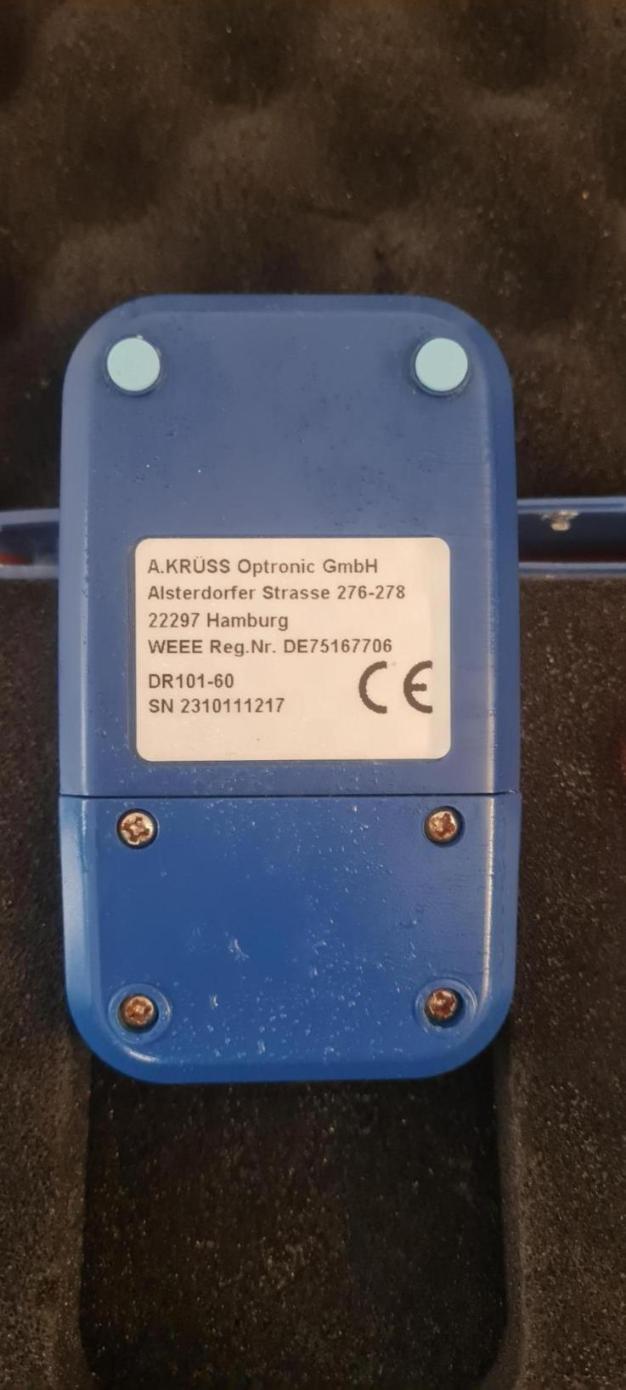 A.KRÜSS Optronic GmbH
Alsterdorfer Strasse 276-278
22297 Hamburg
WEEE Reg.Nr. DE75167706
DR101-60
SN 2310111217
CE